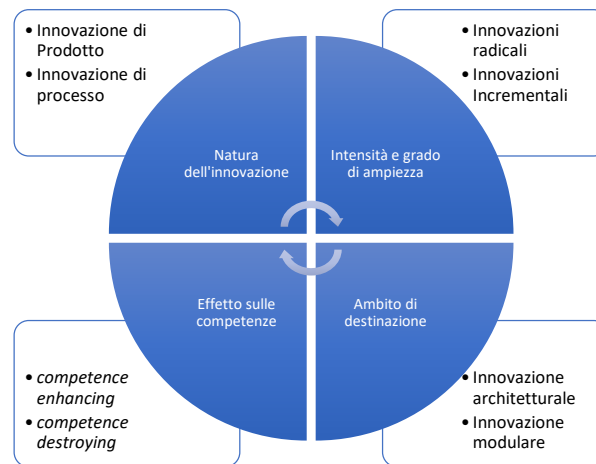 • Innovazione di
Prodotto
• Innovazione di
processo
• Innovazioni
radicali
• Innovazioni
Incrementali
Natura
dell'innovazione
Intensità e grado
di ampiezza
Effetto sulle
competenze
Ambito di
destinazione
• competence
enhancing
• competence
destroying
• Innovazione
architetturale
• Innovazione
modulare